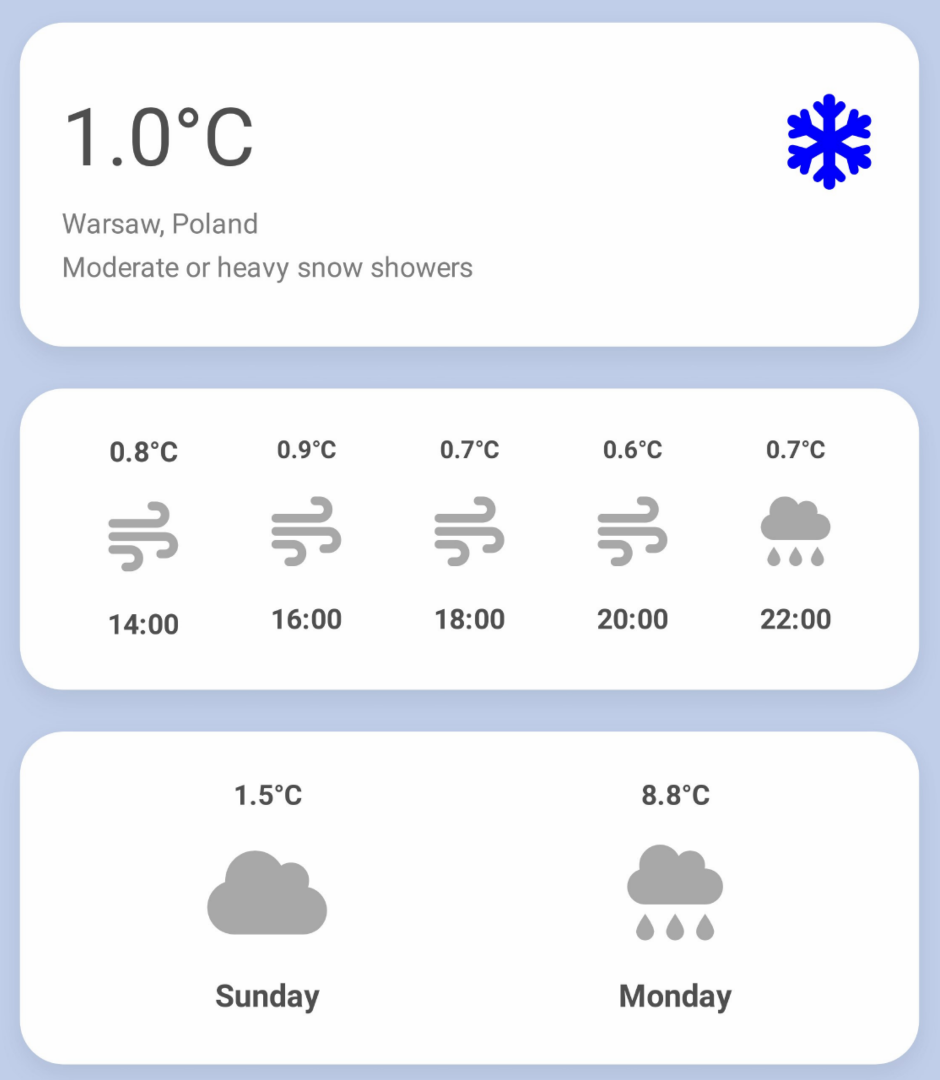 1.0°C
Warsaw, Poland
Moderate or heavy snow showers
0.8°C 0.9°C 0.7°C 0.6°C 0.7°C
14:00 16:00 18:00 20:00 22:00
1.5°C 8.8°C
Sunday Monday